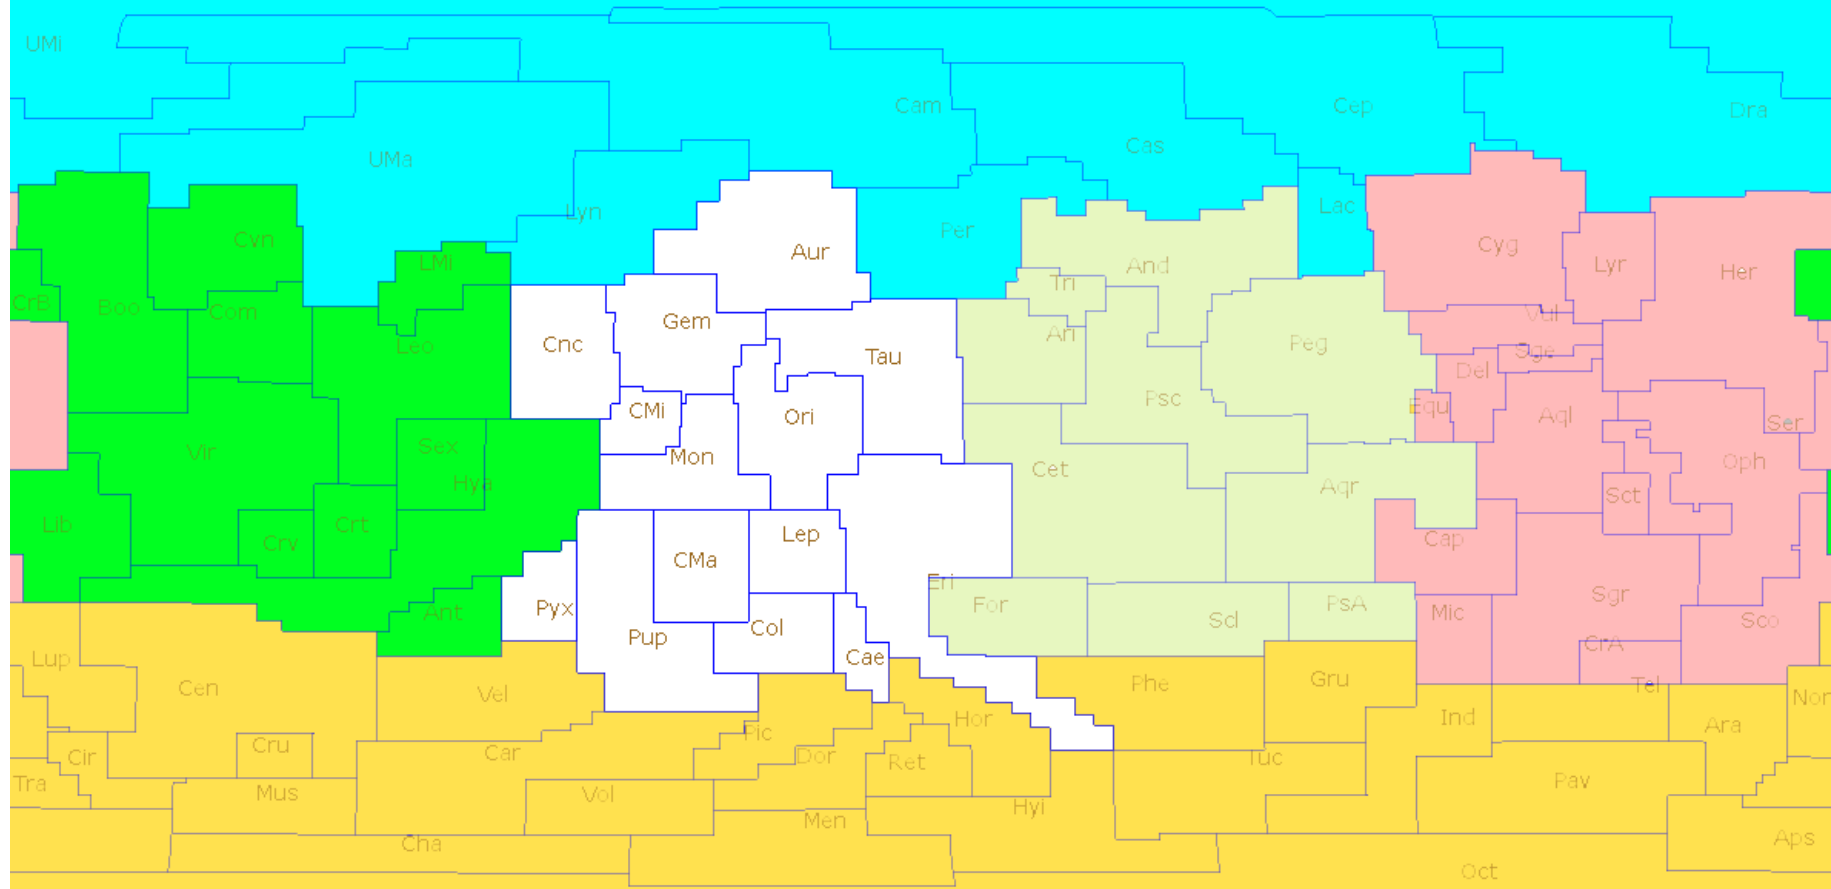 UMi
Cam
Cep
Dra
UMa
Cas
Lyn
Per
Lac
Cvn
LMi
Aur
And
Cyg
Lyr
Her
CrB
Boo
Com
Leo
Cnc
Gem
Tau
Tri
Ari
Peg
Vul
Sge
Del
Vir
Sex
Hya
CMi
Mon
Ori
Psc
Equ
Aql
Ser
Oph
Cet
Aqr
Sct
Lib
Crv
Crt
CMa
Lep
Cap
Ant
Pyx
Pup
Col
Eri
For
Scl
PsA
Mic
Sgr
Sco
Lup
Cen
Vel
Cae
Phe
Gru
CrA
Tel
Nor
Cir
Cru
Car
Pic
Dor
Ret
Hor
Tuc
Ind
Ara
Tra
Mus
Vol
Men
Hyi
Pav
Cha
Oct
Aps